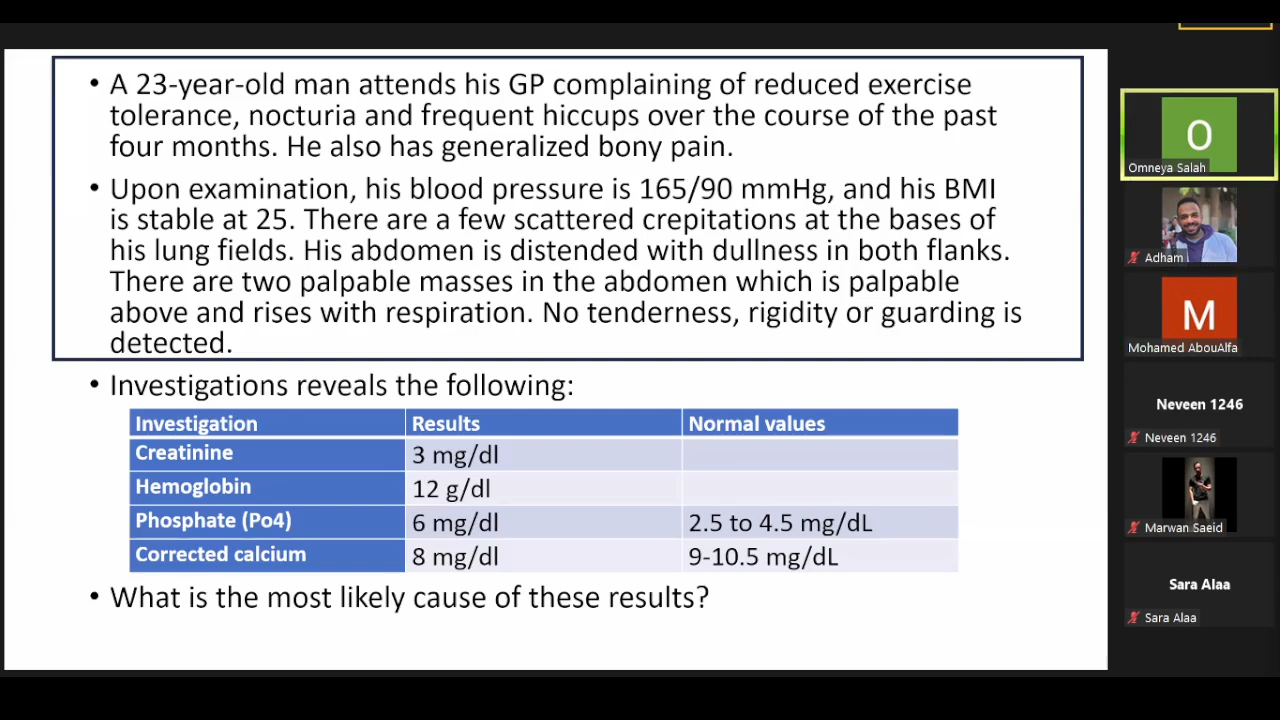 • A 23-year-old man attends his GP complaining of reduced exercise
tolerance, nocturia and frequent hiccups over the course of the past
four months. He also has generalized bony pain.
• Upon examination, his blood pressure is 165/90 mmHg, and his BMI
is stable at 25. There are a few scattered crepitations at the bases of
his lung fields. His abdomen is distended with dullness in both flanks.
There are two palpable masses in the abdomen which is palpable
above and rises with respiration. No tenderness, rigidity or guarding is
detected.
• Investigations reveals the following:
Investigation Results Normal values
Creatinine 3 mg/dl
Hemoglobin 12 g/dl
Phosphate (Po4) 6 mg/dl 2.5 to 4.5 mg/dL
Corrected calcium 8 mg/dl 9-10.5 mg/dL
• What is the most likely cause of these results?
O
Omneya Salah
Adham
M
Mohamed AbouAlfa
Neveen 1246
Neveen 1246
Marwan Saeid
Sara Alaa
Sara Alaa